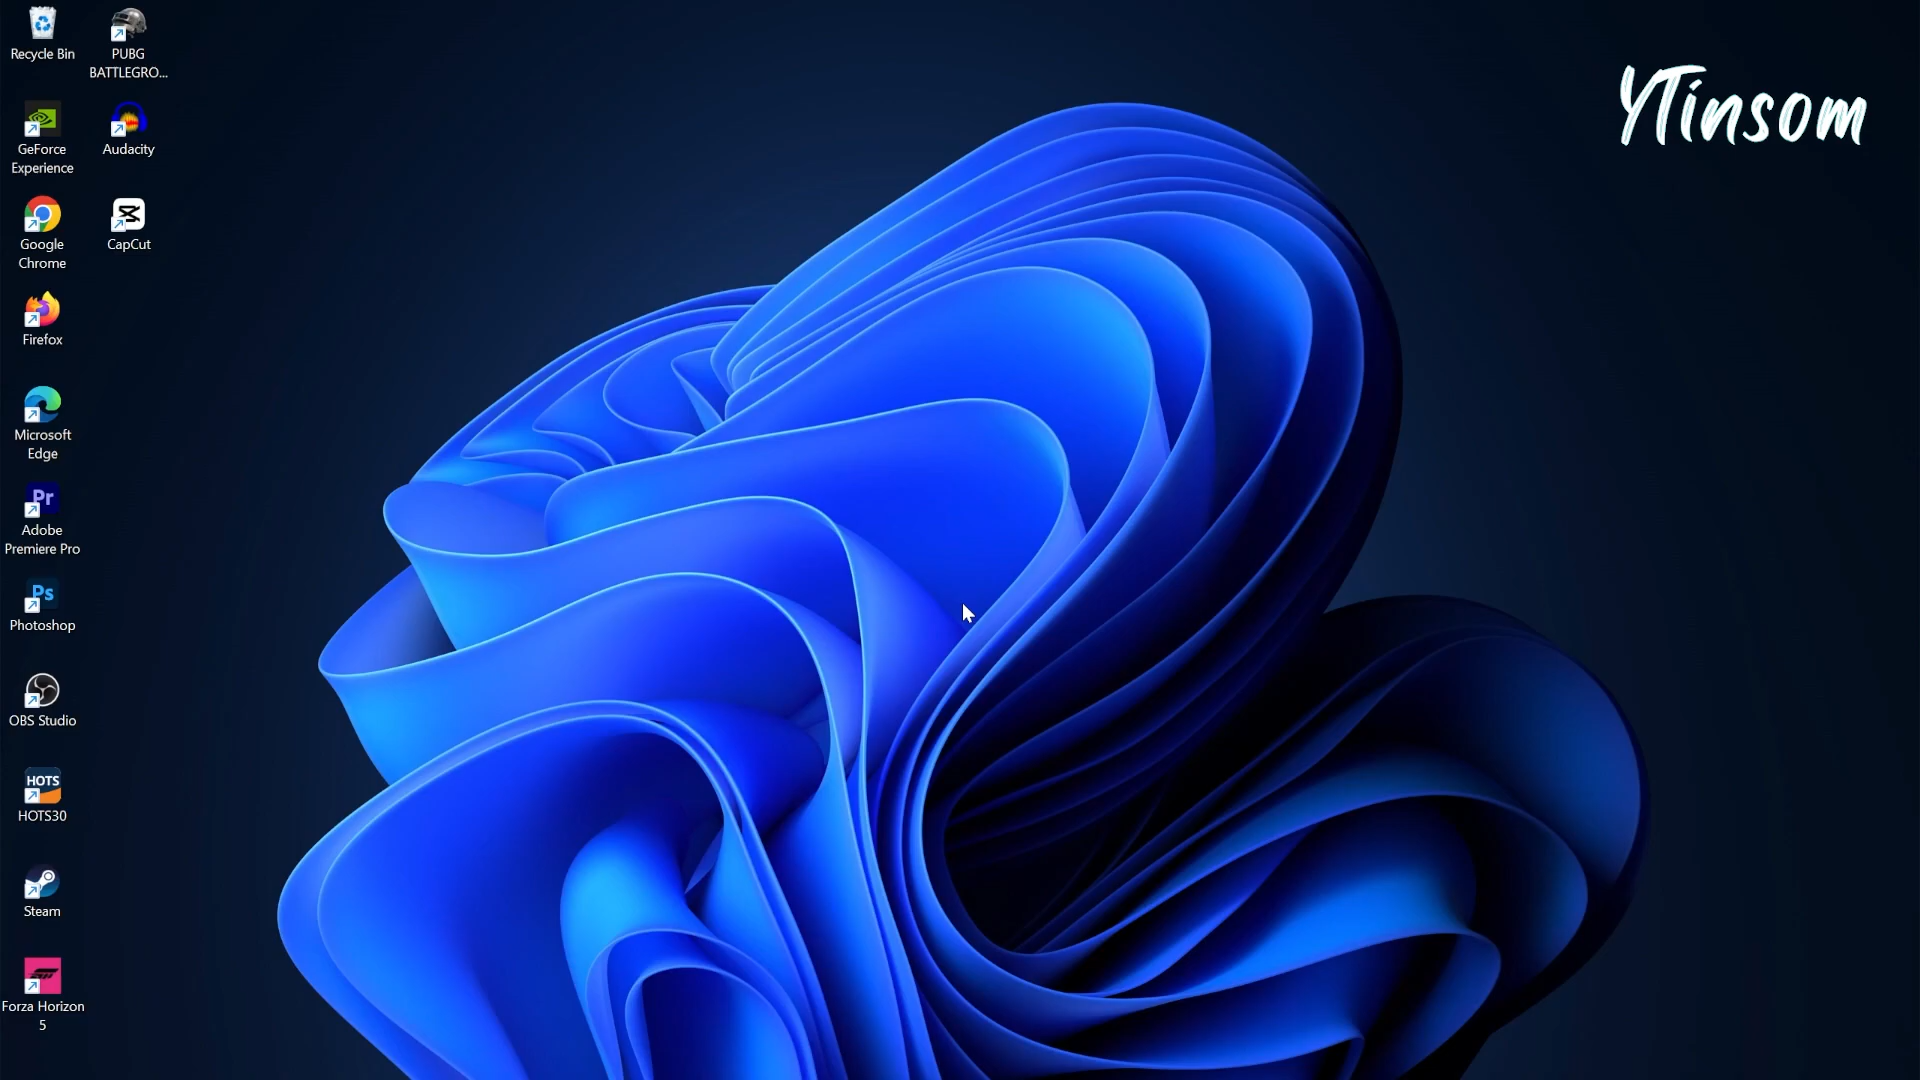 Recycle Bin
PUBG
BATTLEGRO...
GeForce
Experience
Audacity
Google
Chrome
CapCut
Firefox
Microsoft
Edge
Pr
Adobe
Premiere Pro
Ps
Photoshop
OBS Studio
HOTS
HOTS30
Steam
Forza Horizon
5
YTinsom